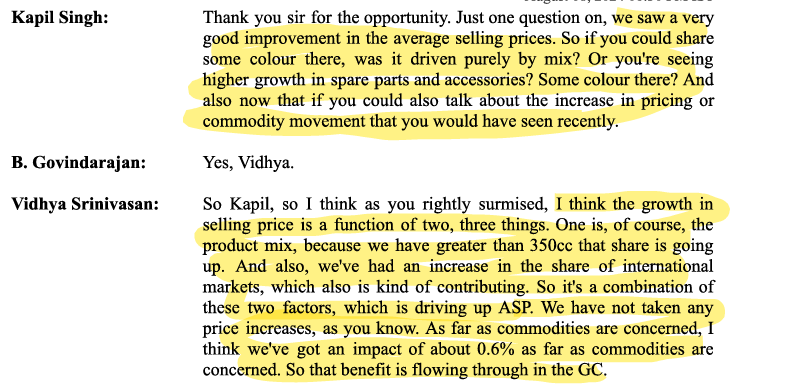 Kapil Singh:
Thank you sir for the opportunity. Just one question on, we saw a very
good improvement in the average selling prices. So if you could share
some colour there, was it driven purely by mix? Or you're seeing
higher growth in spare parts and accessories? Some colour there? And
also now that if you could also talk about the increase in pricing or
commodity movement that you would have seen recently.
B. Govindarajan:
Yes, Vidhya.
Vidhya Srinivasan:
So Kapil, so I think as you rightly surmised, I think the growth in
selling price is a function of two, three things. One is, of course, the
product mix, because we have greater than 350cc that share is going
up. And also, we've had an increase in the share of international
markets, which also is kind of contributing. So it's a combination of
these two factors, which is driving up ASP. We have not taken any
price increases, as you know. As far as commodities are concerned, I
think we've got an impact of about 0.6% as far as commodities are
concerned. So that benefit is flowing through in the GC.